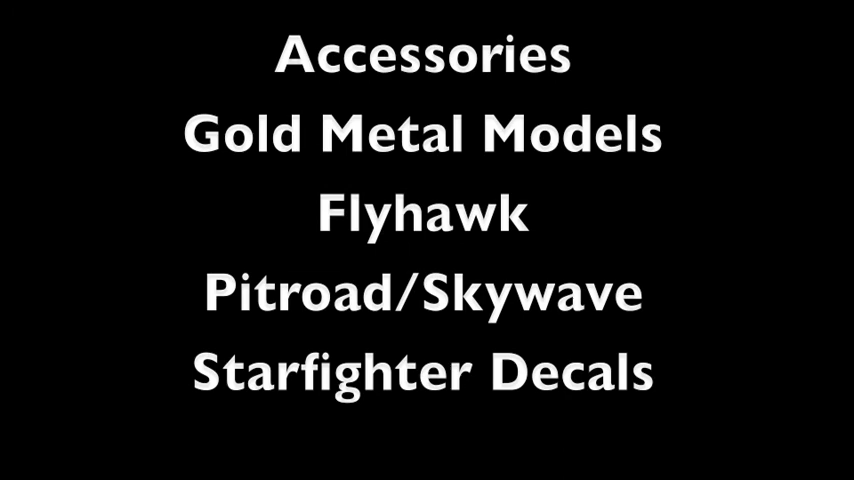 Accessories
Gold Metal Models
Flyhawk
Pitroad/Skywave
Starfighter Decals